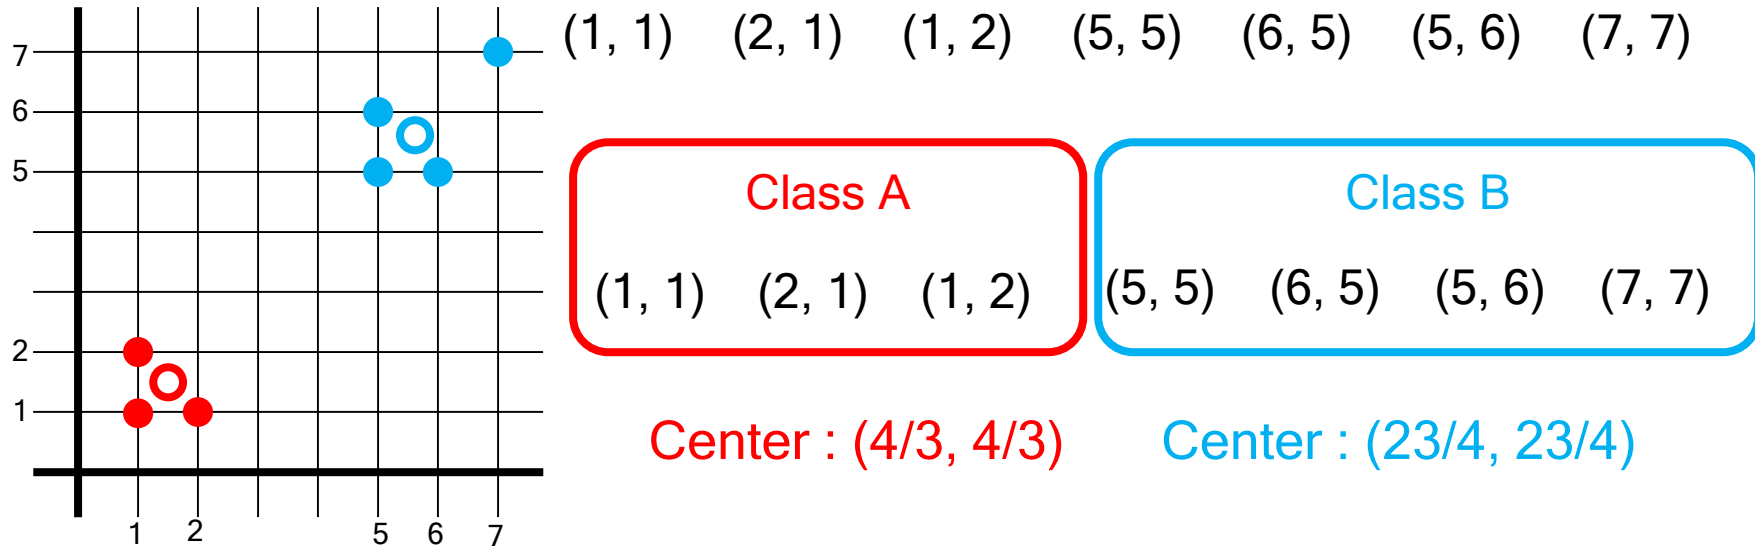 (1, 1) (2, 1) (1, 2) (5, 5) (6, 5) (5, 6) (7, 7)
7
6
5
2
1
1 2 5 6 7
Class A
(1, 1) (2, 1) (1, 2)
Class B
(5, 5) (6, 5) (5, 6) (7, 7)
Center : (4/3, 4/3)
Center : (23/4, 23/4)